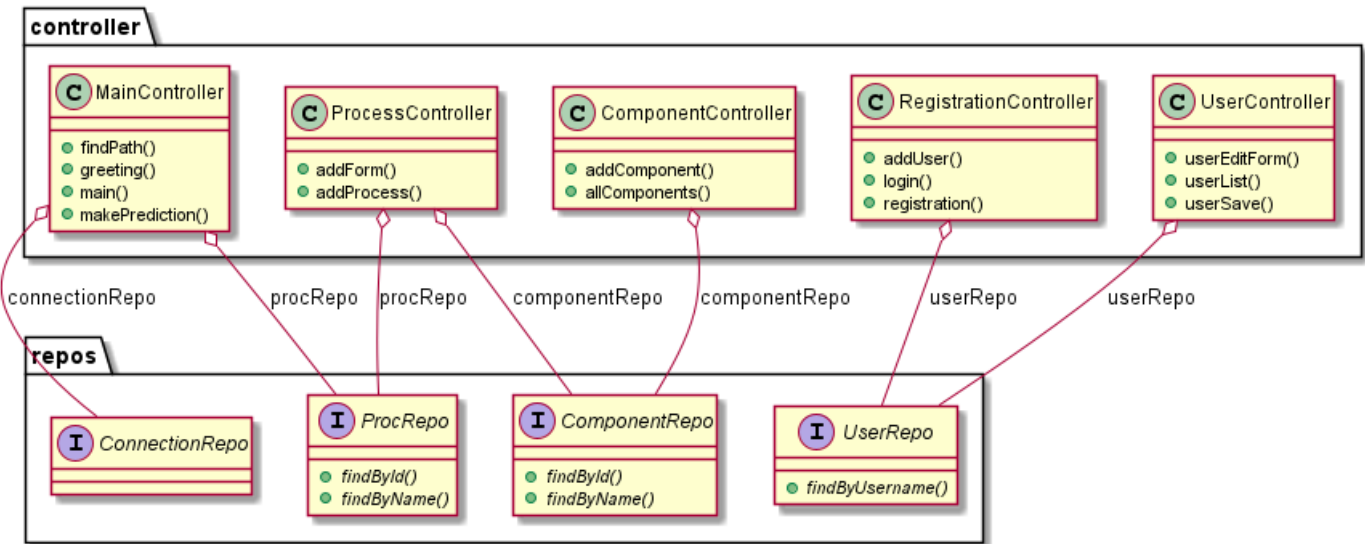 controller
C MainController
findPath()
greeting()
main()
makePrediction()
C ProcessController
addForm()
addProcess()
C ComponentController
addComponent()
allComponents()
C RegistrationController
addUser()
login()
registration()
C UserController
userEditForm()
userList()
userSave()
connectionRepo
procRepo
procRepo
componentRepo
componentRepo
userRepo
userRepo
repos
I ConnectionRepo
I ProcRepo
findById()
findByName()
I ComponentRepo
findById()
findByName()
I UserRepo
findByUsername()